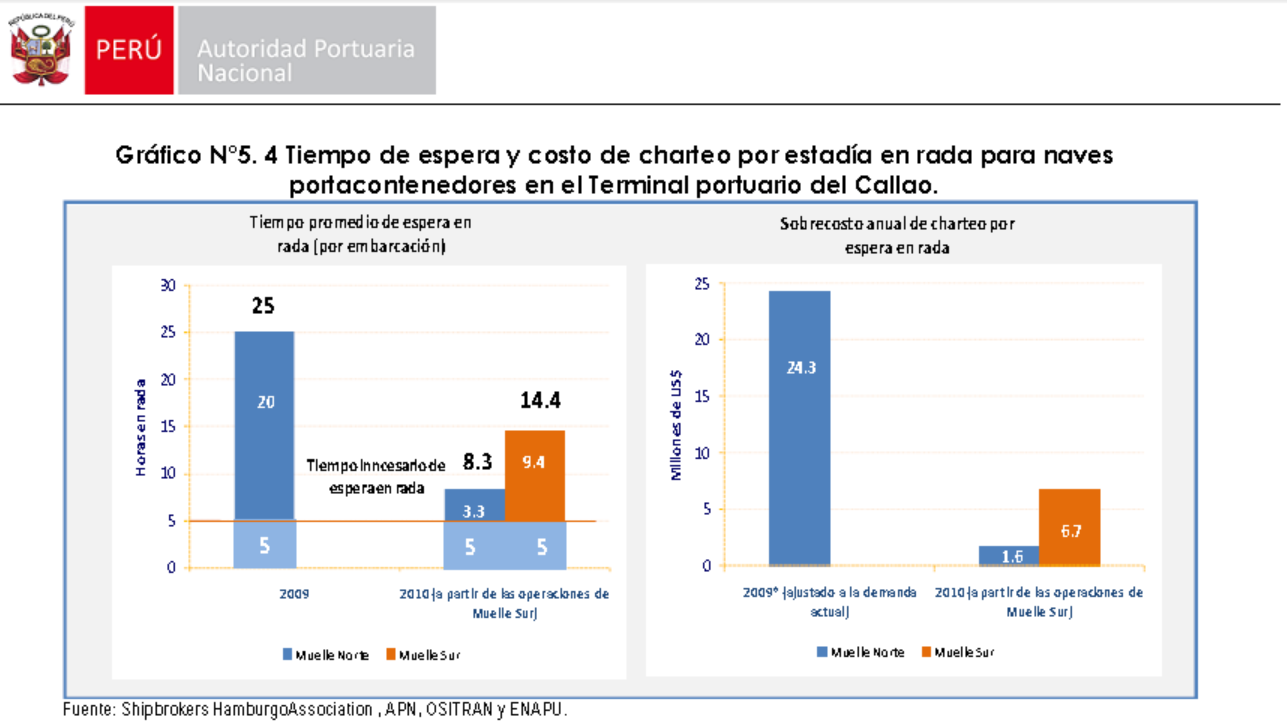 REPÚBLICA DEL PERÚ
PERÚ
Autoridad Portuaria
Nacional
Gráfico N°5. 4 Tiempo de espera y costo de charteo por estadía en rada para naves
portacontenedores en el Terminal portuario del Callao.
Tiempo promedio de espera en
rada (por embarcación)
Horas en rada
30
25
20
15
10
5
0
25
20
5
Tiempo Inncesario de
espera en rada
8.3
3.3
5
14.4
9.4
5
2009
2010 (a partir de las operaciones de
Muelle Sur)
Muelle Norte
Muelle Sur
Sobrecosto anual de charteo por
espera en rada
Millones de US$
25
20
15
10
5
0
24.3
1.6
6.7
2009* (ajustado a la demanda
actual)
2010 (a partir de las operaciones de
Muelle Sur)
Muelle Norte
Muelle Sur
Fuente: Shipbrokers HamburgoAssociation , APN, OSITRAN y ENAPU.